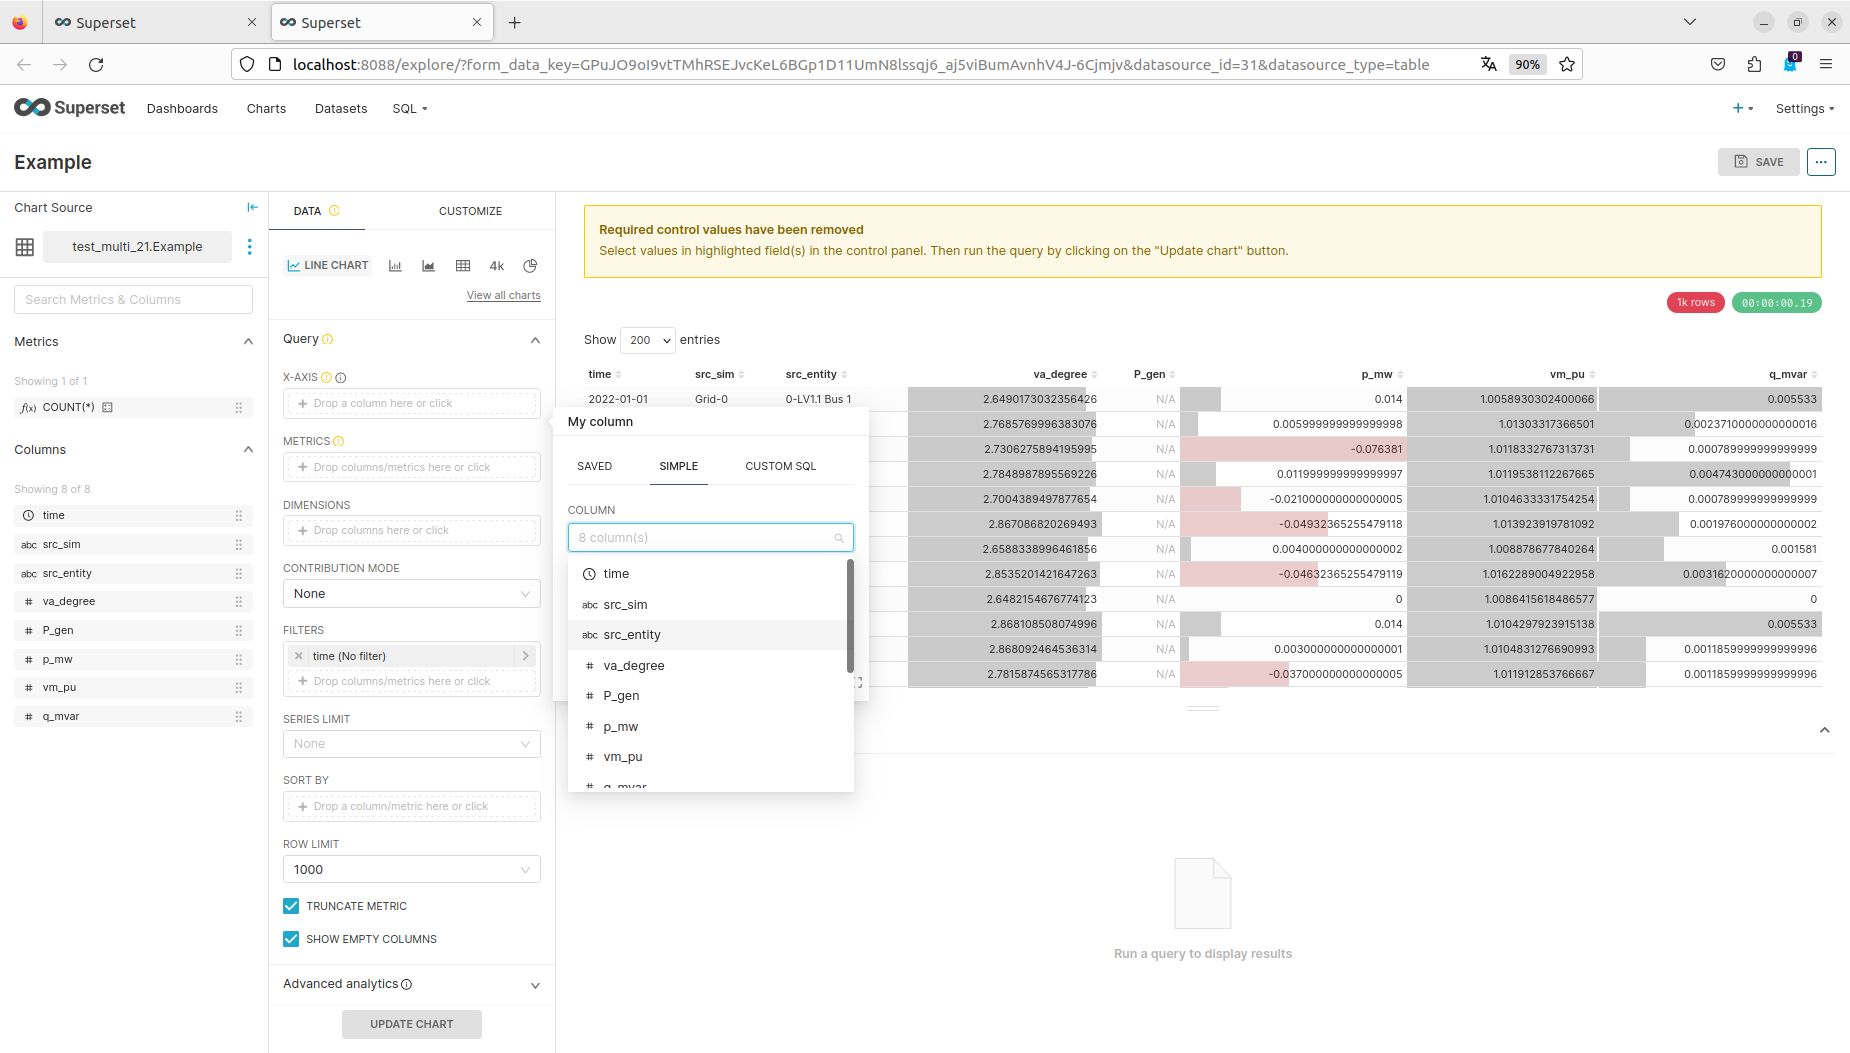 Superset
Superset
localhost:8088/explore/?form_data_key=GPuJO9oI9vtTMhRSEJvcKeL6BGp1D11UmN8lssqj6_aj5viBumAvnhV4J-6Cjmjv&datasource_id=31&datasource_type=table
90%
0
Superset
Dashboards
Charts
Datasets
SQL
Settings
Example
SAVE
Chart Source
test_multi_21.Example
Search Metrics & Columns
Metrics
Showing 1 of 1
f(x) COUNT(*)
Columns
Showing 8 of 8
time
abc src_sim
abc src_entity
# va_degree
# P_gen
# p_mw
# vm_pu
# q_mvar
DATA
CUSTOMIZE
LINE CHART
4k
View all charts
Query
X-AXIS
Drop a column here or click
METRICS
Drop columns/metrics here or click
DIMENSIONS
Drop columns here or click
CONTRIBUTION MODE
None
FILTERS
time (No filter)
Drop columns/metrics here or click
SERIES LIMIT
None
SORT BY
Drop a column/metric here or click
ROW LIMIT
1000
TRUNCATE METRIC
SHOW EMPTY COLUMNS
Advanced analytics
UPDATE CHART
My column
SAVED
SIMPLE
CUSTOM SQL
COLUMN
8 column(s)
time
abc src_sim
abc src_entity
# va_degree
# P_gen
# p_mw
# vm_pu
# q_mvar
Required control values have been removed
Select values in highlighted field(s) in the control panel. Then run the query by clicking on the "Update chart" button.
1k rows
00:00:00.19
Show 200 entries
time src_sim src_entity va_degree P_gen p_mw vm_pu q_mvar
2022-01-01 Grid-0 0-LV1.1 Bus 1 2.6490173032356426 N/A 0.014 1.0058930302400066 0.005533
2.7685769996383076 N/A 0.005999999999999998 1.01303317366501 0.0023710000000000016
2.7306275894195995 N/A -0.076381 1.0118332767313731 0.000789999999999999
2.7848987895569226 N/A 0.011999999999999997 1.0119538112267665 0.004743000000000001
2.7004389497877654 N/A -0.021000000000000005 1.0104633331754254 0.000789999999999999
2.867086820269493 N/A -0.04932365255479118 1.013923919781092 0.001976000000000002
2.6588338996461856 N/A 0.004000000000000002 1.008878677840264 0.001581
2.8535201421647263 N/A -0.04632365255479119 1.0162289004922958 0.0031620000000000007
2.6482154676774123 N/A 0 1.0086415618486577 0
2.868108508074996 N/A 0.014 1.0104297923915138 0.005533
2.868092464536314 N/A 0.003000000000000001 1.0104831276690993 0.0011859999999999996
2.7815874565317786 N/A -0.037000000000000005 1.011912853766667 0.0011859999999999996
Run a query to display results